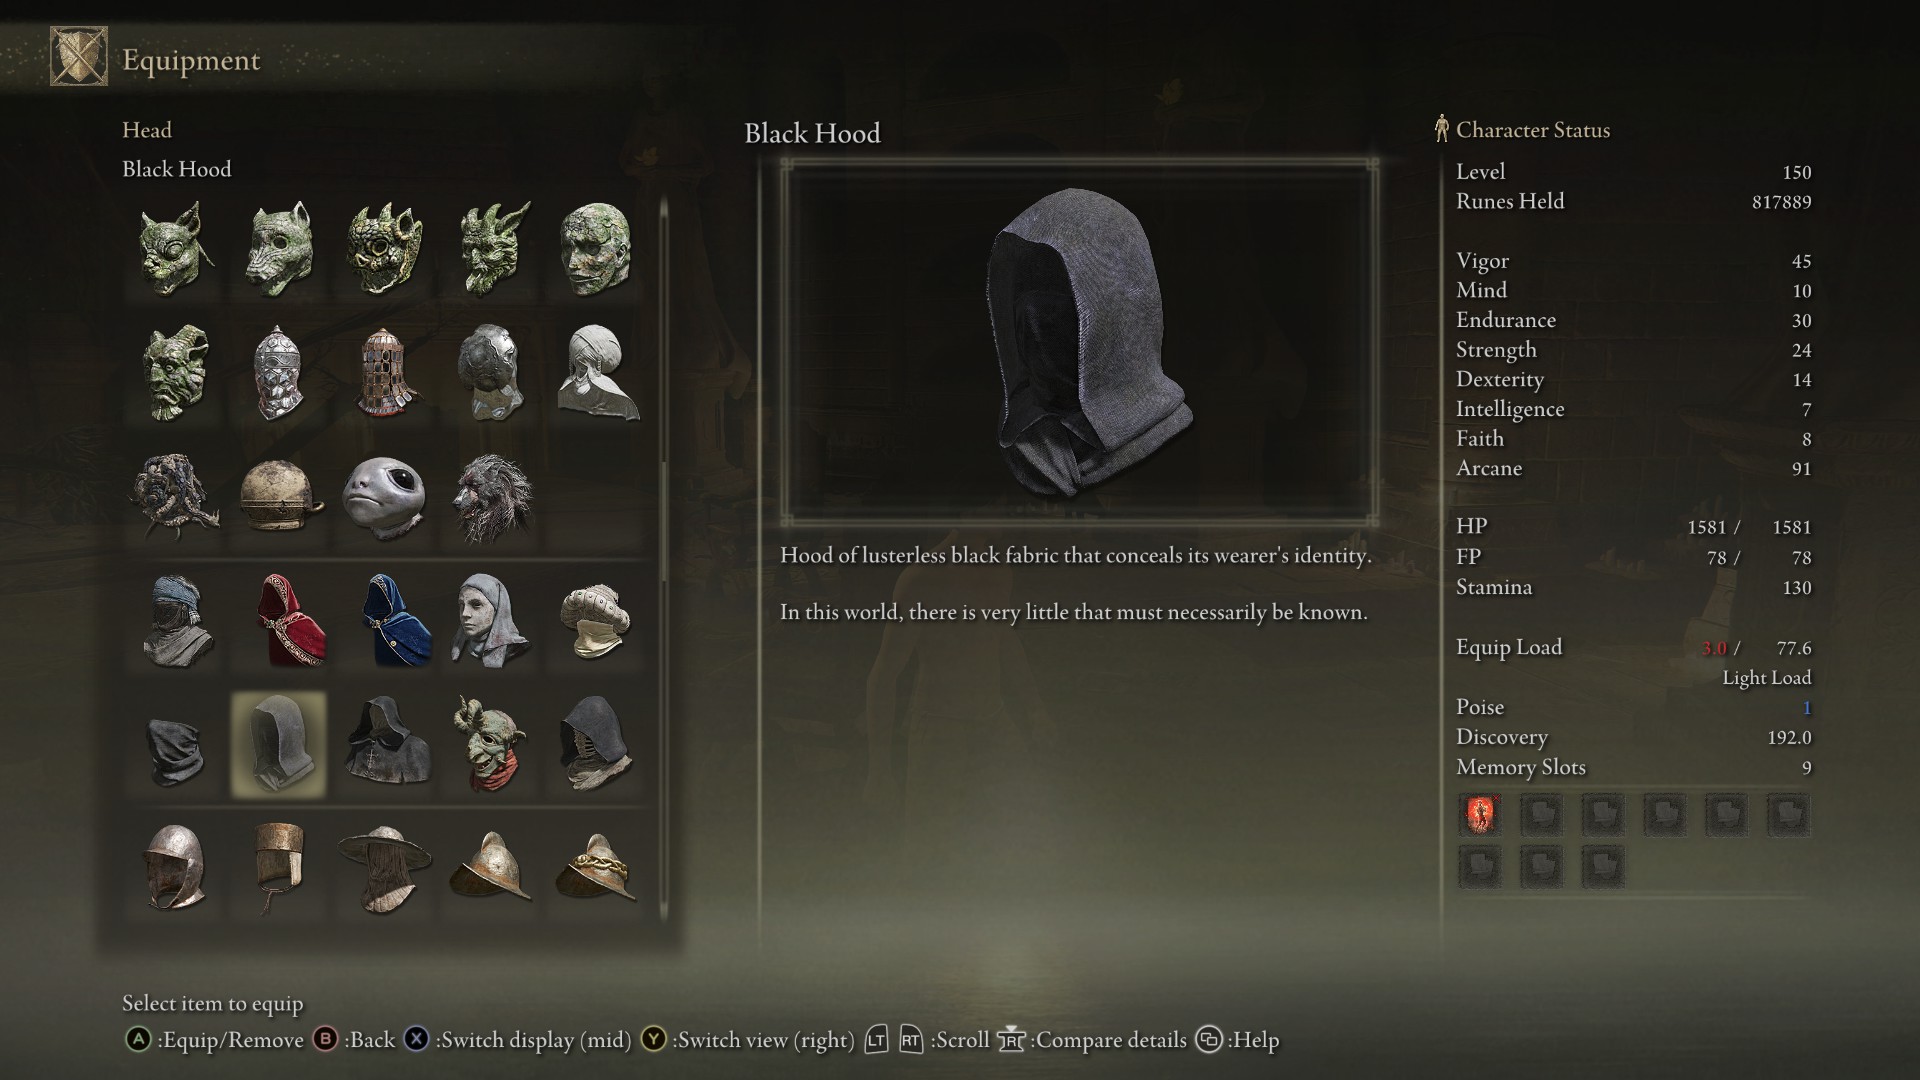 Equipment
Head
Black Hood
Black Hood
Hood of lusterless black fabric that conceals its wearer's identity.
In this world, there is very little that must necessarily be known.
Character Status
Level 150
Runes Held 817889
Vigor 45
Mind 10
Endurance 30
Strength 24
Dexterity 14
Intelligence 7
Faith 8
Arcane 91
HP 1581 / 1581
FP 78 / 78
Stamina 130
Equip Load 3.0 / 77.6
Light Load
Poise 1
Discovery 192.0
Memory Slots 9
Select item to equip
A :Equip/Remove B :Back X :Switch display (mid) Y :Switch view (right) LT RT :Scroll R :Compare details :Help